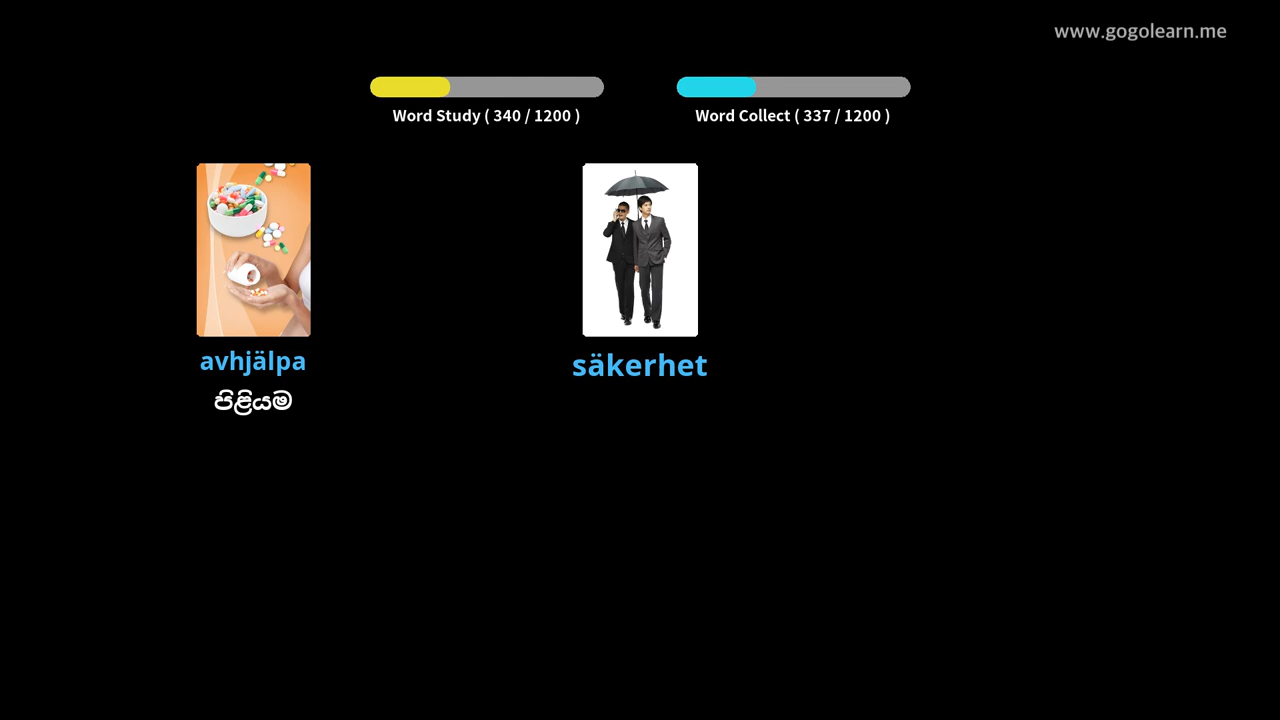 www.gogolearn.me
Word Study ( 340 / 1200 )
Word Collect ( 337 / 1200 )
avhjälpa
පිළියම
säkerhet